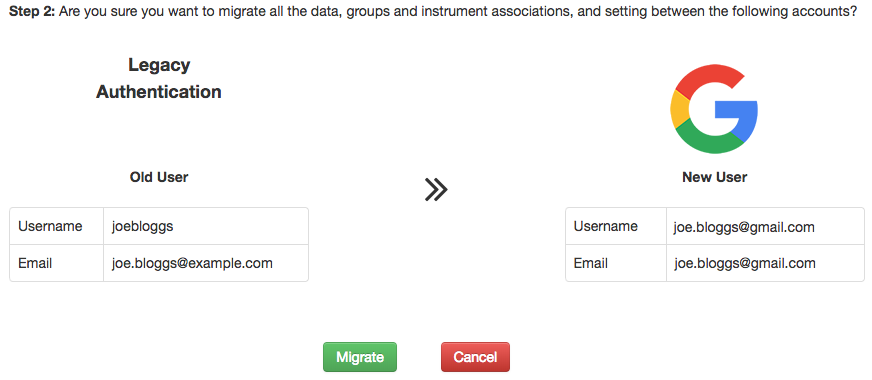 Step 2: Are you sure you want to migrate all the data, groups and instrument associations, and setting between the following accounts?
Legacy
Authentication
Old User
New User
Username joebloggs
Email joe.bloggs@example.com
Username joe.bloggs@gmail.com
Email joe.bloggs@gmail.com
Migrate
Cancel